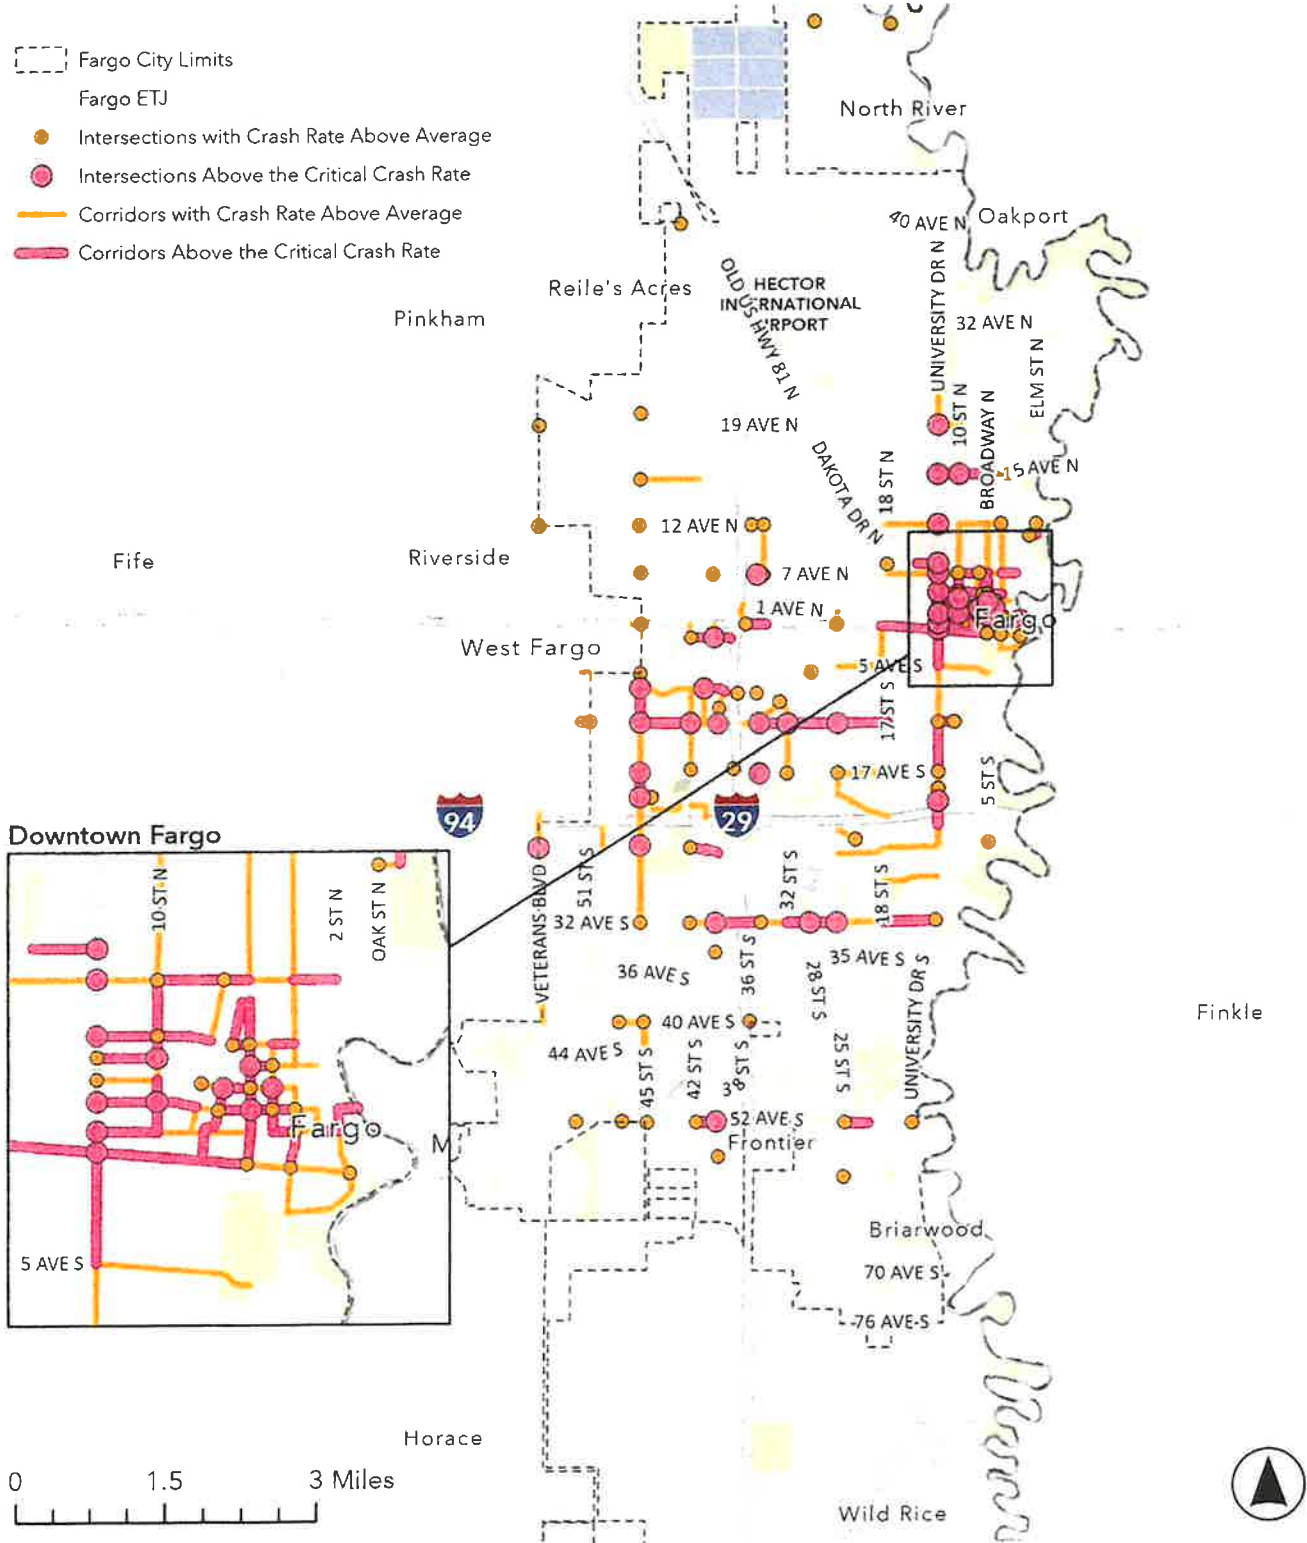 Fargo City Limits
Fargo ETJ
Intersections with Crash Rate Above Average
Intersections Above the Critical Crash Rate
Corridors with Crash Rate Above Average
Corridors Above the Critical Crash Rate
North River
40 AVE N
Oakport
UNIVERSITY DR N
Reile's Acres
OLD US HWY 81 N
HECTOR
INTERNATIONAL
Pinkham
32 AVE N
ELM ST N
10 ST N
BROADWAY N
19 AVE N
DAKOTA DR N
18 ST N
15 AVE N
12 AVE N
Fife
Riverside
7 AVE N
1 AVE N
Fargo
West Fargo
5 AVE S
17 ST S
17 AVE S
5 ST S
94
29
Downtown Fargo
VETERANS BLVD
51 ST S
32 ST S
18 ST S
32 AVE S
35 AVE S
36 AVE S
36 ST S
28 ST S
UNIVERSITY DR S
Finkle
40 AVE S
44 AVE S
45 ST S
42 ST S
38 ST S
25 ST S
52 AVE S
Frontier
Briarwood
70 AVE S
76 AVE S
10 ST N
2 ST N
OAK ST N
Fargo
M
5 AVE S
Horace
Wild Rice
0 1.5 3 Miles